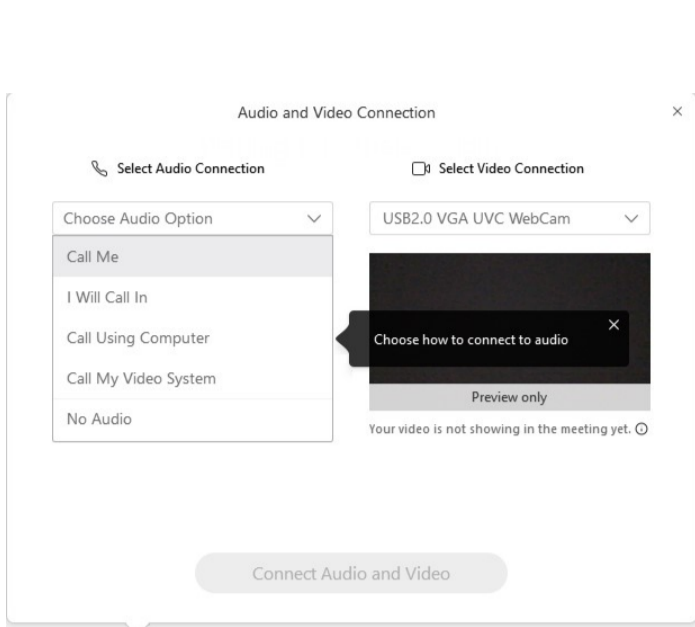 Audio and Video Connection
Select Audio Connection
Select Video Connection
Choose Audio Option
USB2.0 VGA UVC WebCam
Call Me
I Will Call In
Call Using Computer
Choose how to connect to audio
Call My Video System
Preview only
No Audio
Your video is not showing in the meeting yet.
Connect Audio and Video